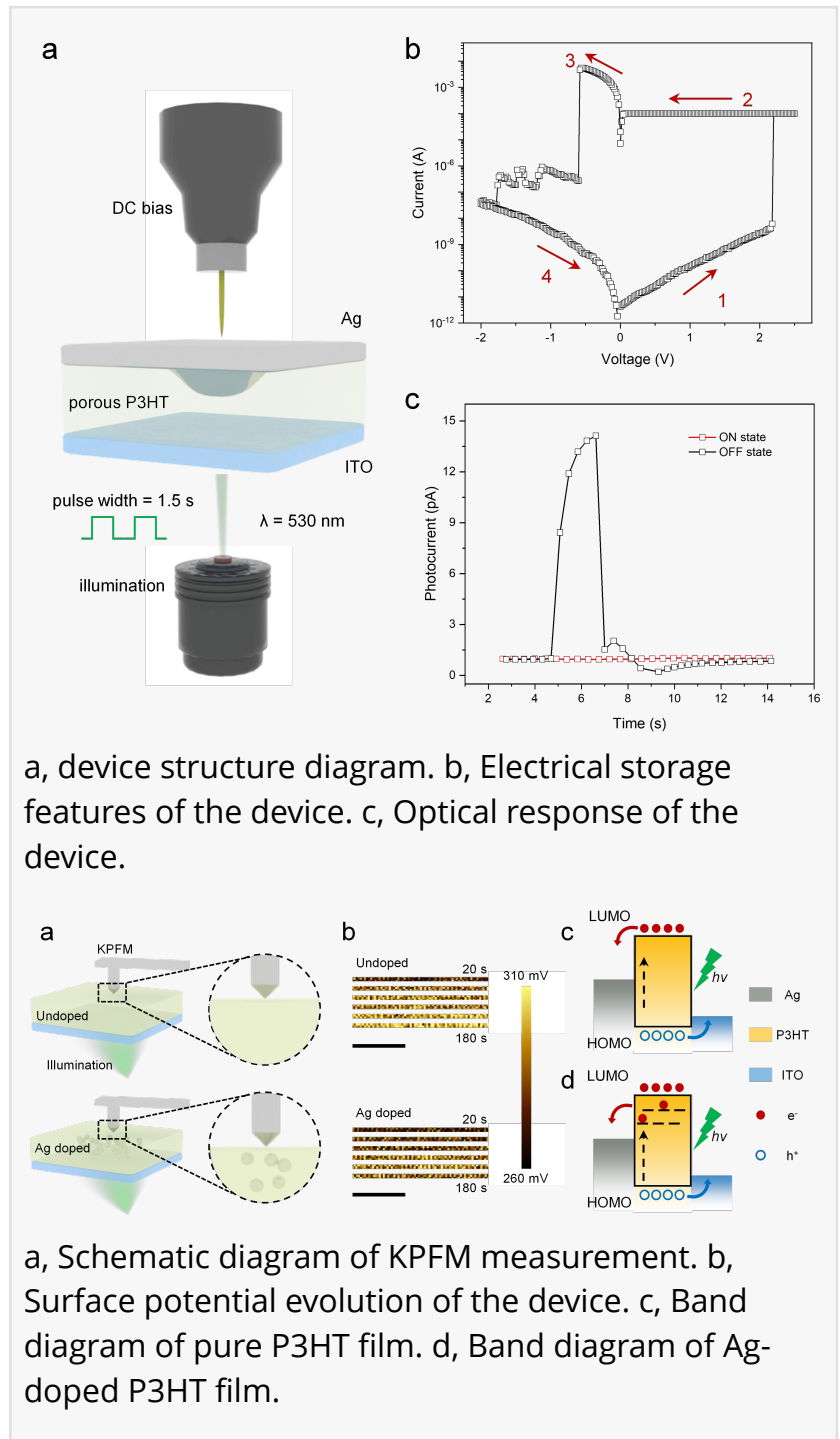 a
DC bias
Ag
porous P3HT
ITO
pulse width = 1.5 s
λ = 530 nm
illumination
b
Current (A)
10⁻³
10⁻⁶
10⁻⁹
10⁻¹²
3
2
4
1
-2 -1 0 1 2
Voltage (V)
c
Photocurrent (pA)
15
12
9
6
3
0
ON state
OFF state
2 4 6 8 10 12 14 16
Time (s)
a, device structure diagram. b, Electrical storage
features of the device. c, Optical response of the
device.
a
KPFM
Undoped
Illumination
Ag doped
b
Undoped
20 s
180 s
310 mV
Ag doped
20 s
180 s
260 mV
c
LUMO
hv
HOMO
d
LUMO
hv
HOMO
Ag
P3HT
ITO
e⁻
h⁺
a, Schematic diagram of KPFM measurement. b,
Surface potential evolution of the device. c, Band
diagram of pure P3HT film. d, Band diagram of Ag-
doped P3HT film.